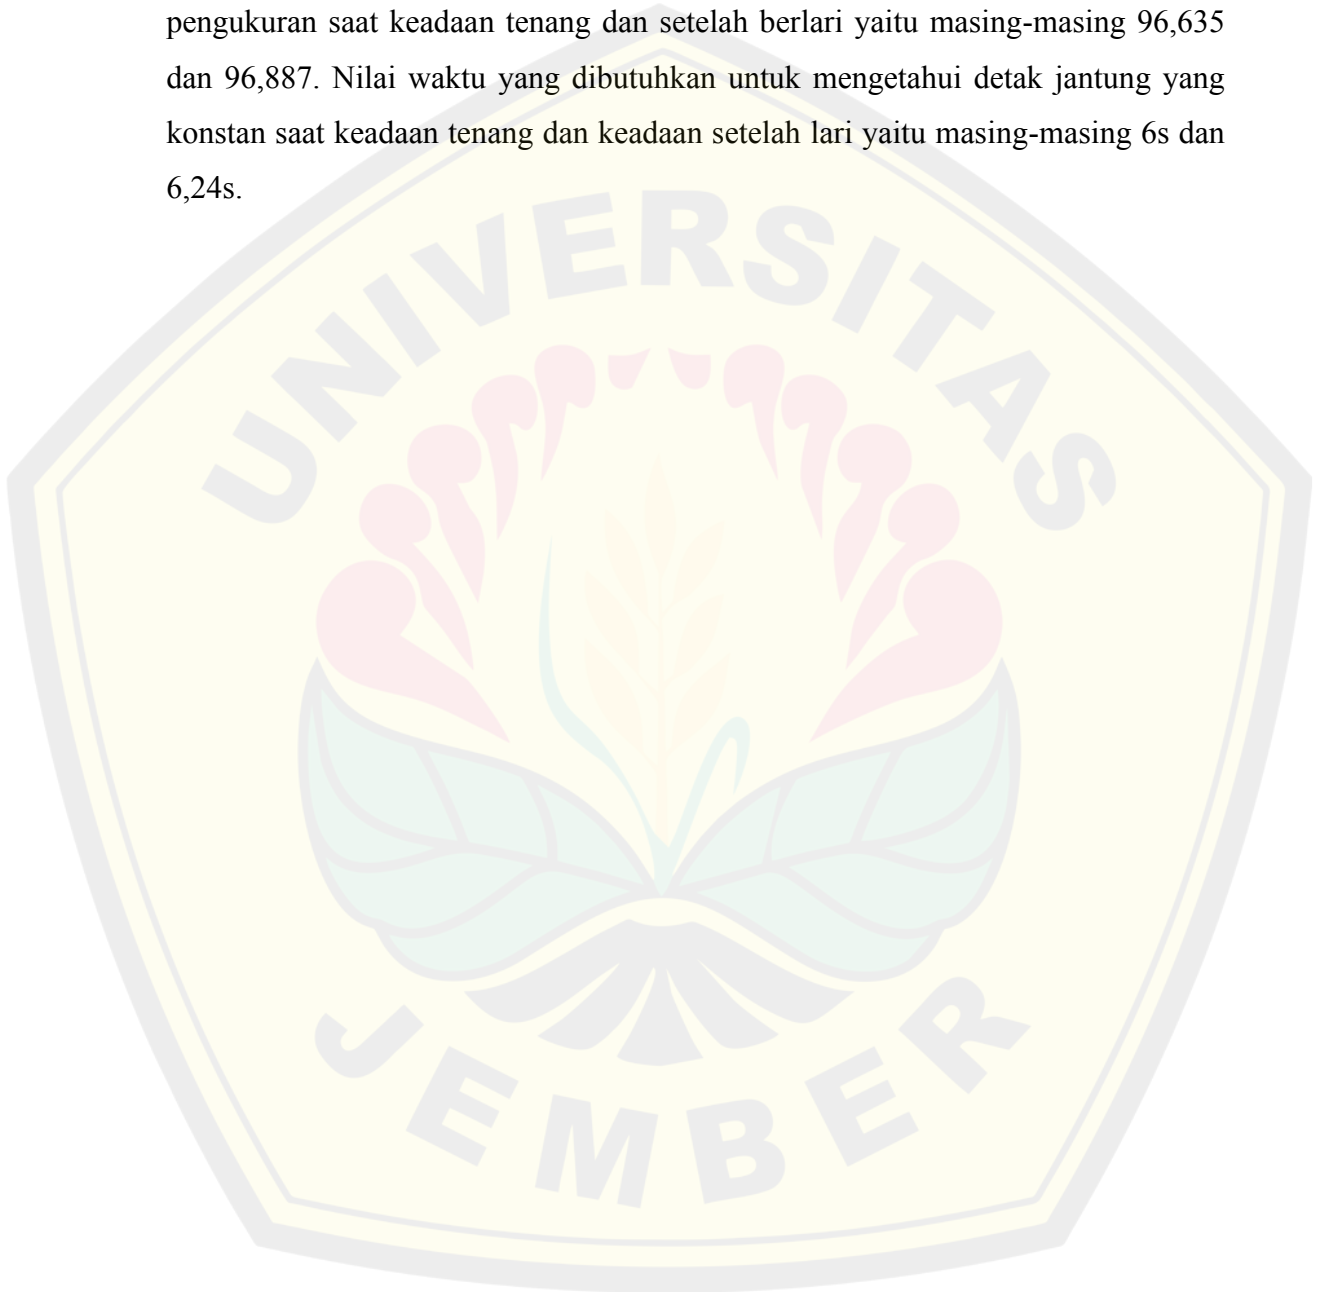 pengukuran saat keadaan tenang dan setelah berlari yaitu masing-masing 96,635
dan 96,887. Nilai waktu yang dibutuhkan untuk mengetahui detak jantung yang
konstan saat keadaan tenang dan keadaan setelah lari yaitu masing-masing 6s dan
6,24s.
UNIVERSITAS
JEMBER